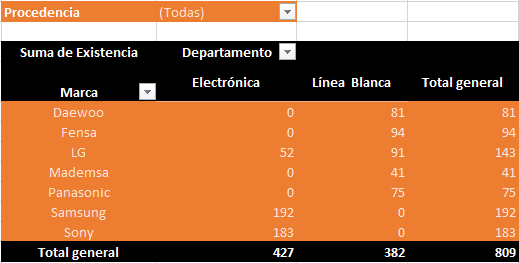 Procedencia (Todas)
Suma de Existencia Departamento
Marca Electrónica Línea Blanca Total general
Daewoo 0 81 81
Fensa 0 94 94
LG 52 91 143
Mademsa 0 41 41
Panasonic 0 75 75
Samsung 192 0 192
Sony 183 0 183
Total general 427 382 809